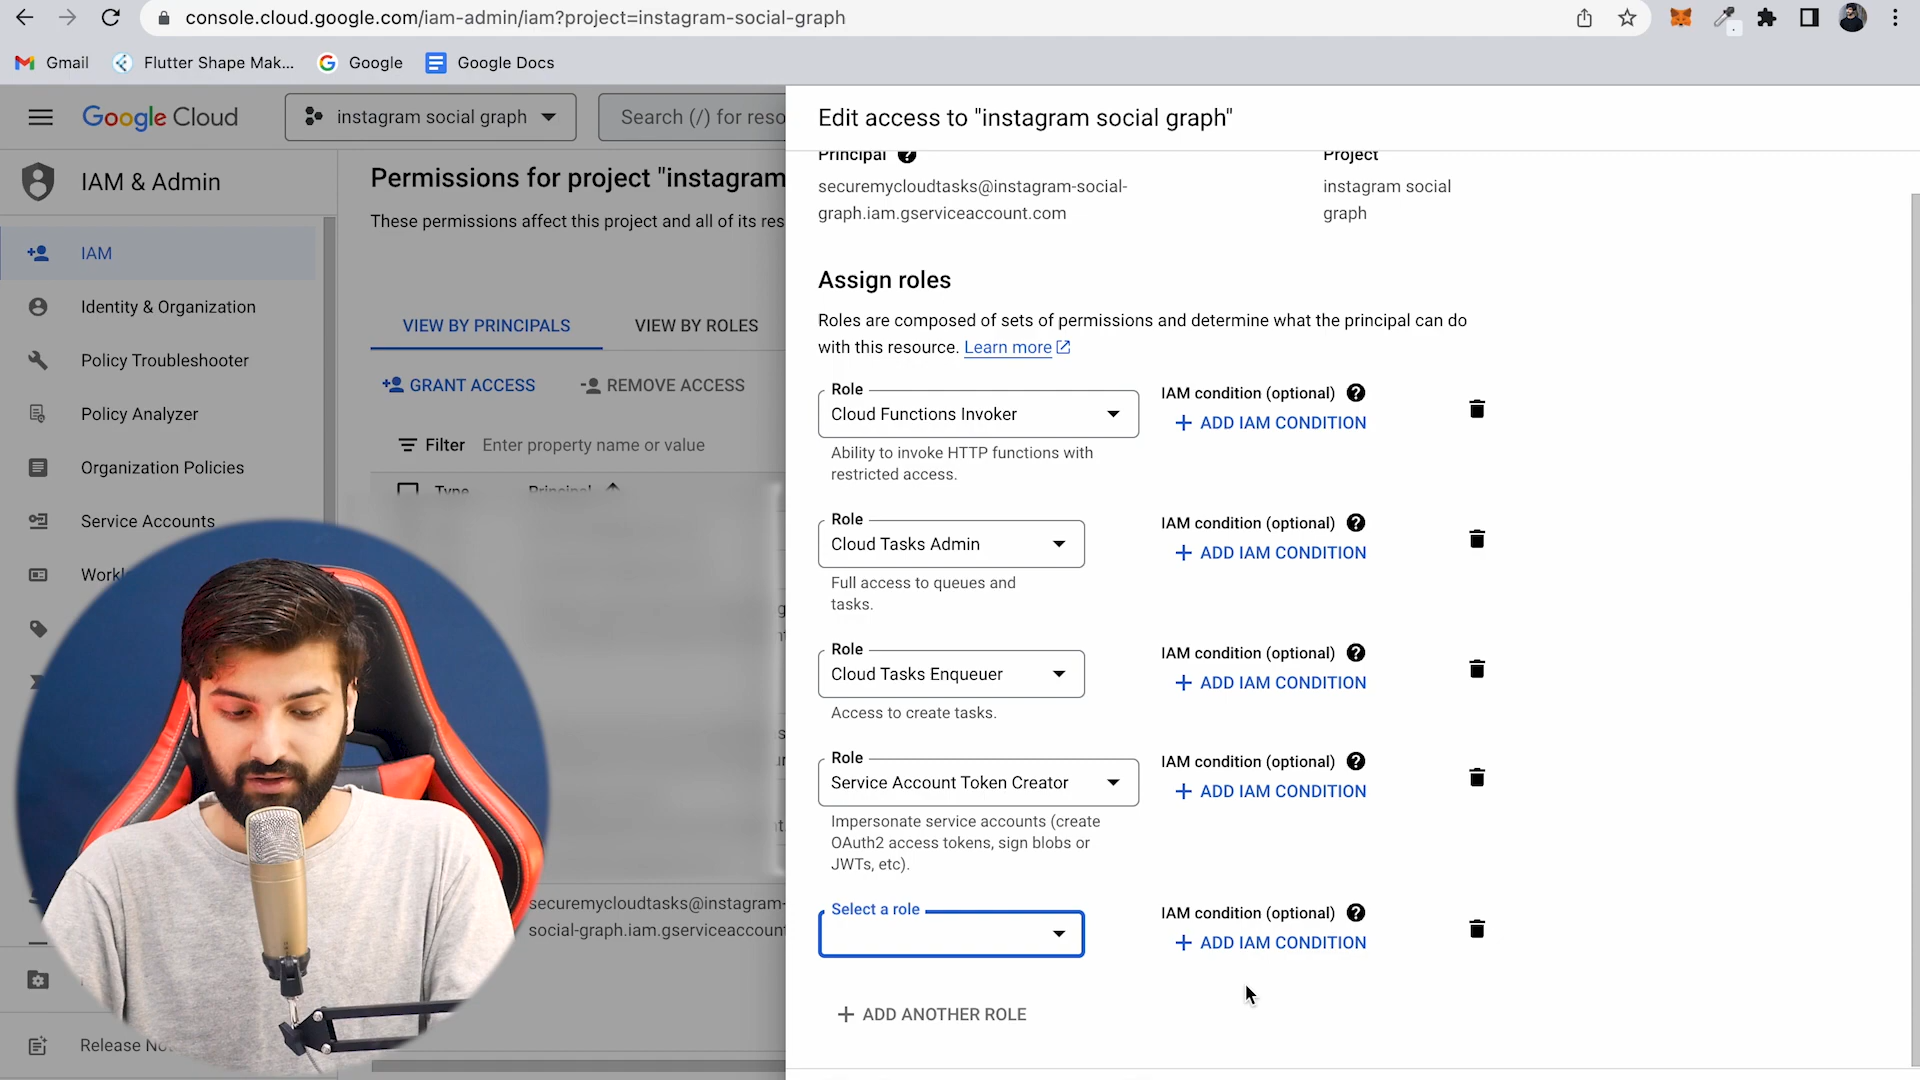 console.cloud.google.com/iam-admin/iam?project=instagram-social-graph
Gmail
Flutter Shape Mak...
Google
Google Docs
Google Cloud
instagram social graph
Search (/) for reso
IAM & Admin
IAM
Identity & Organization
Policy Troubleshooter
Policy Analyzer
Organization Policies
Service Accounts
Workl
Release No
Permissions for project "instagram
These permissions affect this project and all of its res
VIEW BY PRINCIPALS
VIEW BY ROLES
GRANT ACCESS
REMOVE ACCESS
Filter
Enter property name or value
Type
Principal
securemycloudtasks@instagram-
social-graph.iam.gserviceaccount
Edit access to "instagram social graph"
Principal
Project
securemycloudtasks@instagram-social-
graph.iam.gserviceaccount.com
instagram social
graph
Assign roles
Roles are composed of sets of permissions and determine what the principal can do
with this resource. Learn more
Role
Cloud Functions Invoker
Ability to invoke HTTP functions with
restricted access.
IAM condition (optional)
+ ADD IAM CONDITION
Role
Cloud Tasks Admin
Full access to queues and
tasks.
IAM condition (optional)
+ ADD IAM CONDITION
Role
Cloud Tasks Enqueuer
Access to create tasks.
IAM condition (optional)
+ ADD IAM CONDITION
Role
Service Account Token Creator
Impersonate service accounts (create
OAuth2 access tokens, sign blobs or
JWTs, etc).
IAM condition (optional)
+ ADD IAM CONDITION
Select a role
IAM condition (optional)
+ ADD IAM CONDITION
+ ADD ANOTHER ROLE